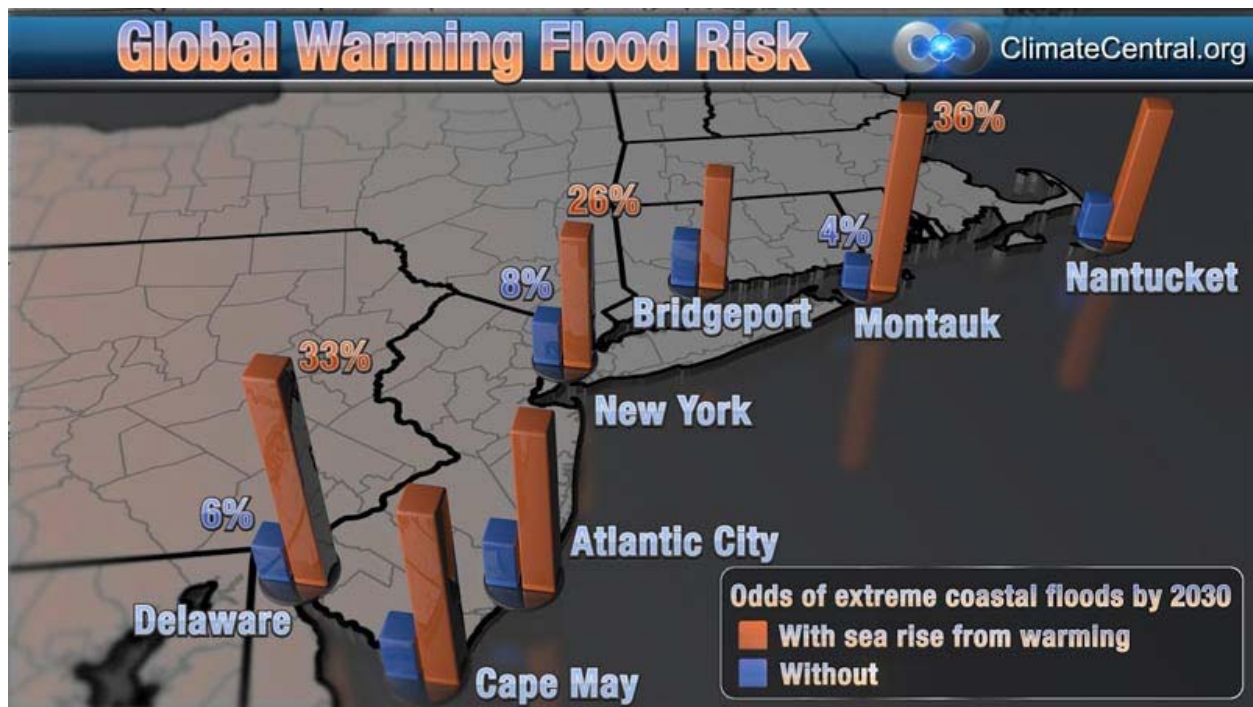 Global Warming Flood Risk
ClimateCentral.org
36%
26%
4%
8%
Nantucket
Bridgeport
Montauk
33%
New York
6%
Atlantic City
Delaware
Cape May
Odds of extreme coastal floods by 2030
With sea rise from warming
Without